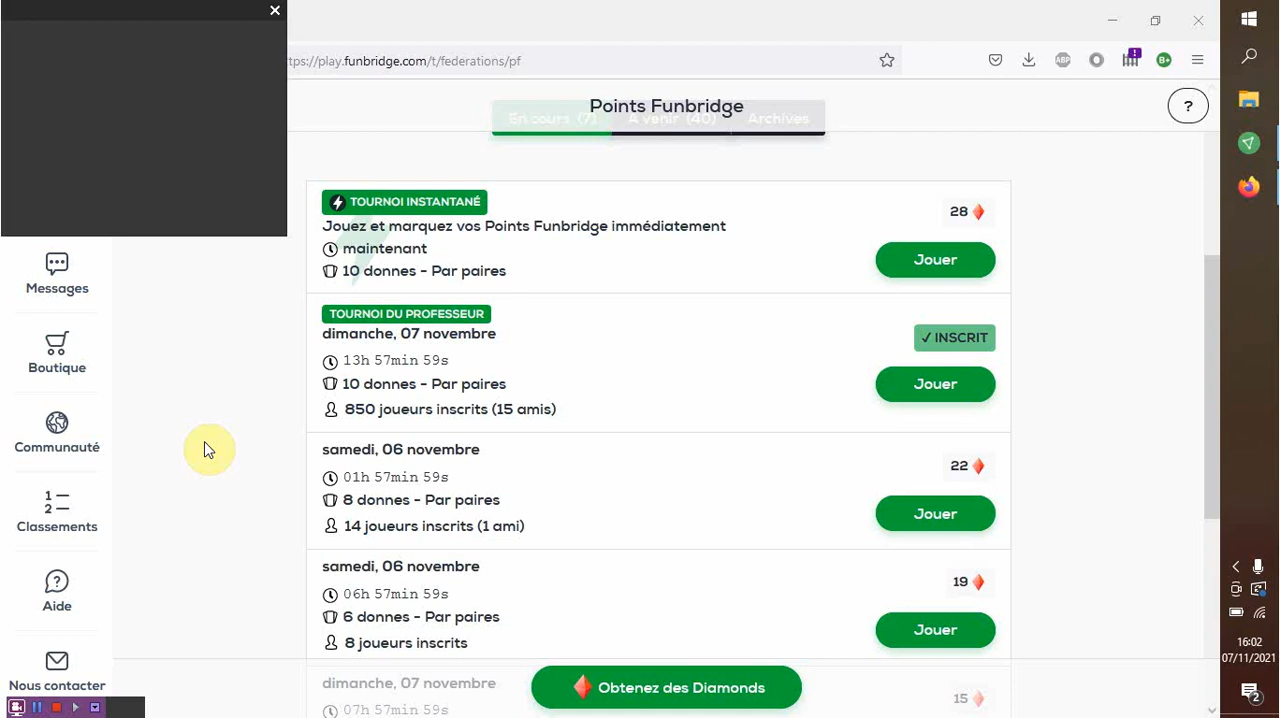 ttps://play.funbridge.com/t/federations/pf
ABP
B+
Points Funbridge
?
En cours (7)
A venir (40)
Archives
TOURNOI INSTANTANÉ
28
Jouez et marquez vos Points Funbridge immédiatement
maintenant
10 donnes - Par paires
Jouer
TOURNOI DU PROFESSEUR
dimanche, 07 novembre
✓ INSCRIT
13h 57min 59s
10 donnes - Par paires
Jouer
850 joueurs inscrits (15 amis)
samedi, 06 novembre
22
01h 57min 59s
8 donnes - Par paires
Jouer
14 joueurs inscrits (1 ami)
samedi, 06 novembre
19
06h 57min 59s
6 donnes - Par paires
Jouer
8 joueurs inscrits
dimanche, 07 novembre
15
07h 57min 59s
Obtenez des Diamonds
Messages
Boutique
Communauté
1
2
Classements
Aide
Nous contacter
16:02
07/11/2021
2